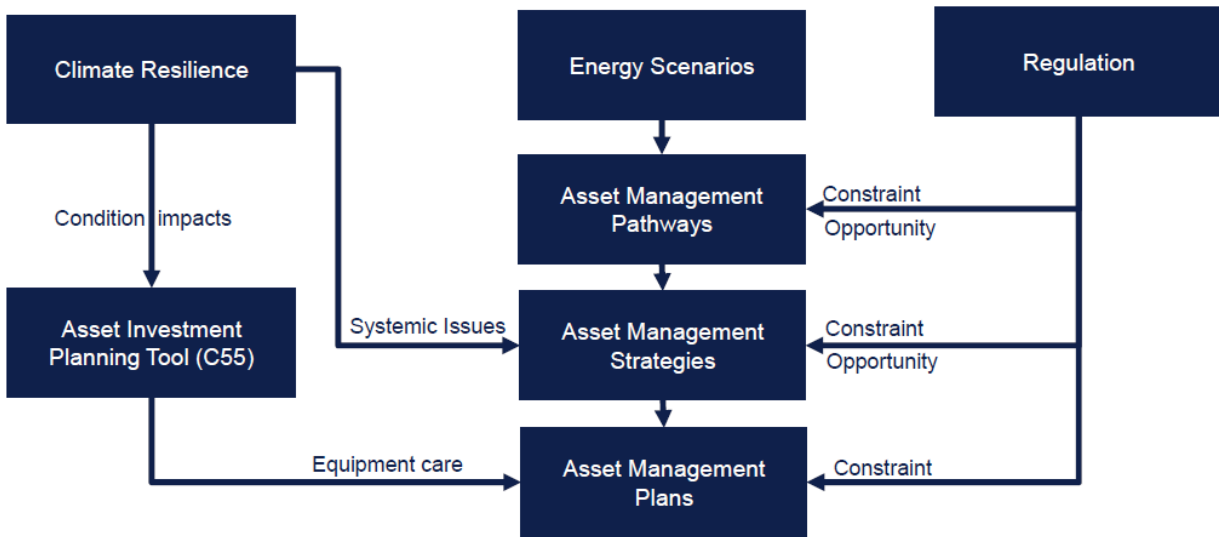 Climate Resilience
Energy Scenarios
Regulation
Asset Management
Pathways
Constraint
Opportunity
Condition impacts
Asset Investment
Planning Tool (C55)
Systemic Issues
Asset Management
Strategies
Constraint
Opportunity
Equipment care
Asset Management
Plans
Constraint